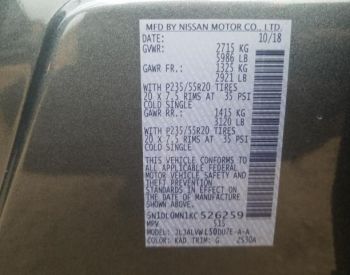 MFD BY NISSAN MOTOR CO., LTD.
DATE: 10/18
GVWR: 2715 KG
5986 LB
GAWR FR.: 1325 KG
2921 LB
WITH P235/55R20 TIRES
20 X 7.5 RIMS AT 35 PSI
COLD SINGLE
GAWR RR.: 1415 KG
3120 LB
WITH P235/55R20 TIRES
20 X 7.5 RIMS AT 35 PSI
COLD SINGLE
THIS VEHICLE CONFORMS TO
ALL APPLICABLE FEDERAL
MOTOR VEHICLE SAFETY
STANDARDS IN EFFECT ON
THE DATE OF MANUFACTURE
SHOWN ABOVE.
5N1DL0MN1KC526259
MPV 515
MODEL: JLJALVWL50DU7E-A-A
COLOR: KAD TRIM: G